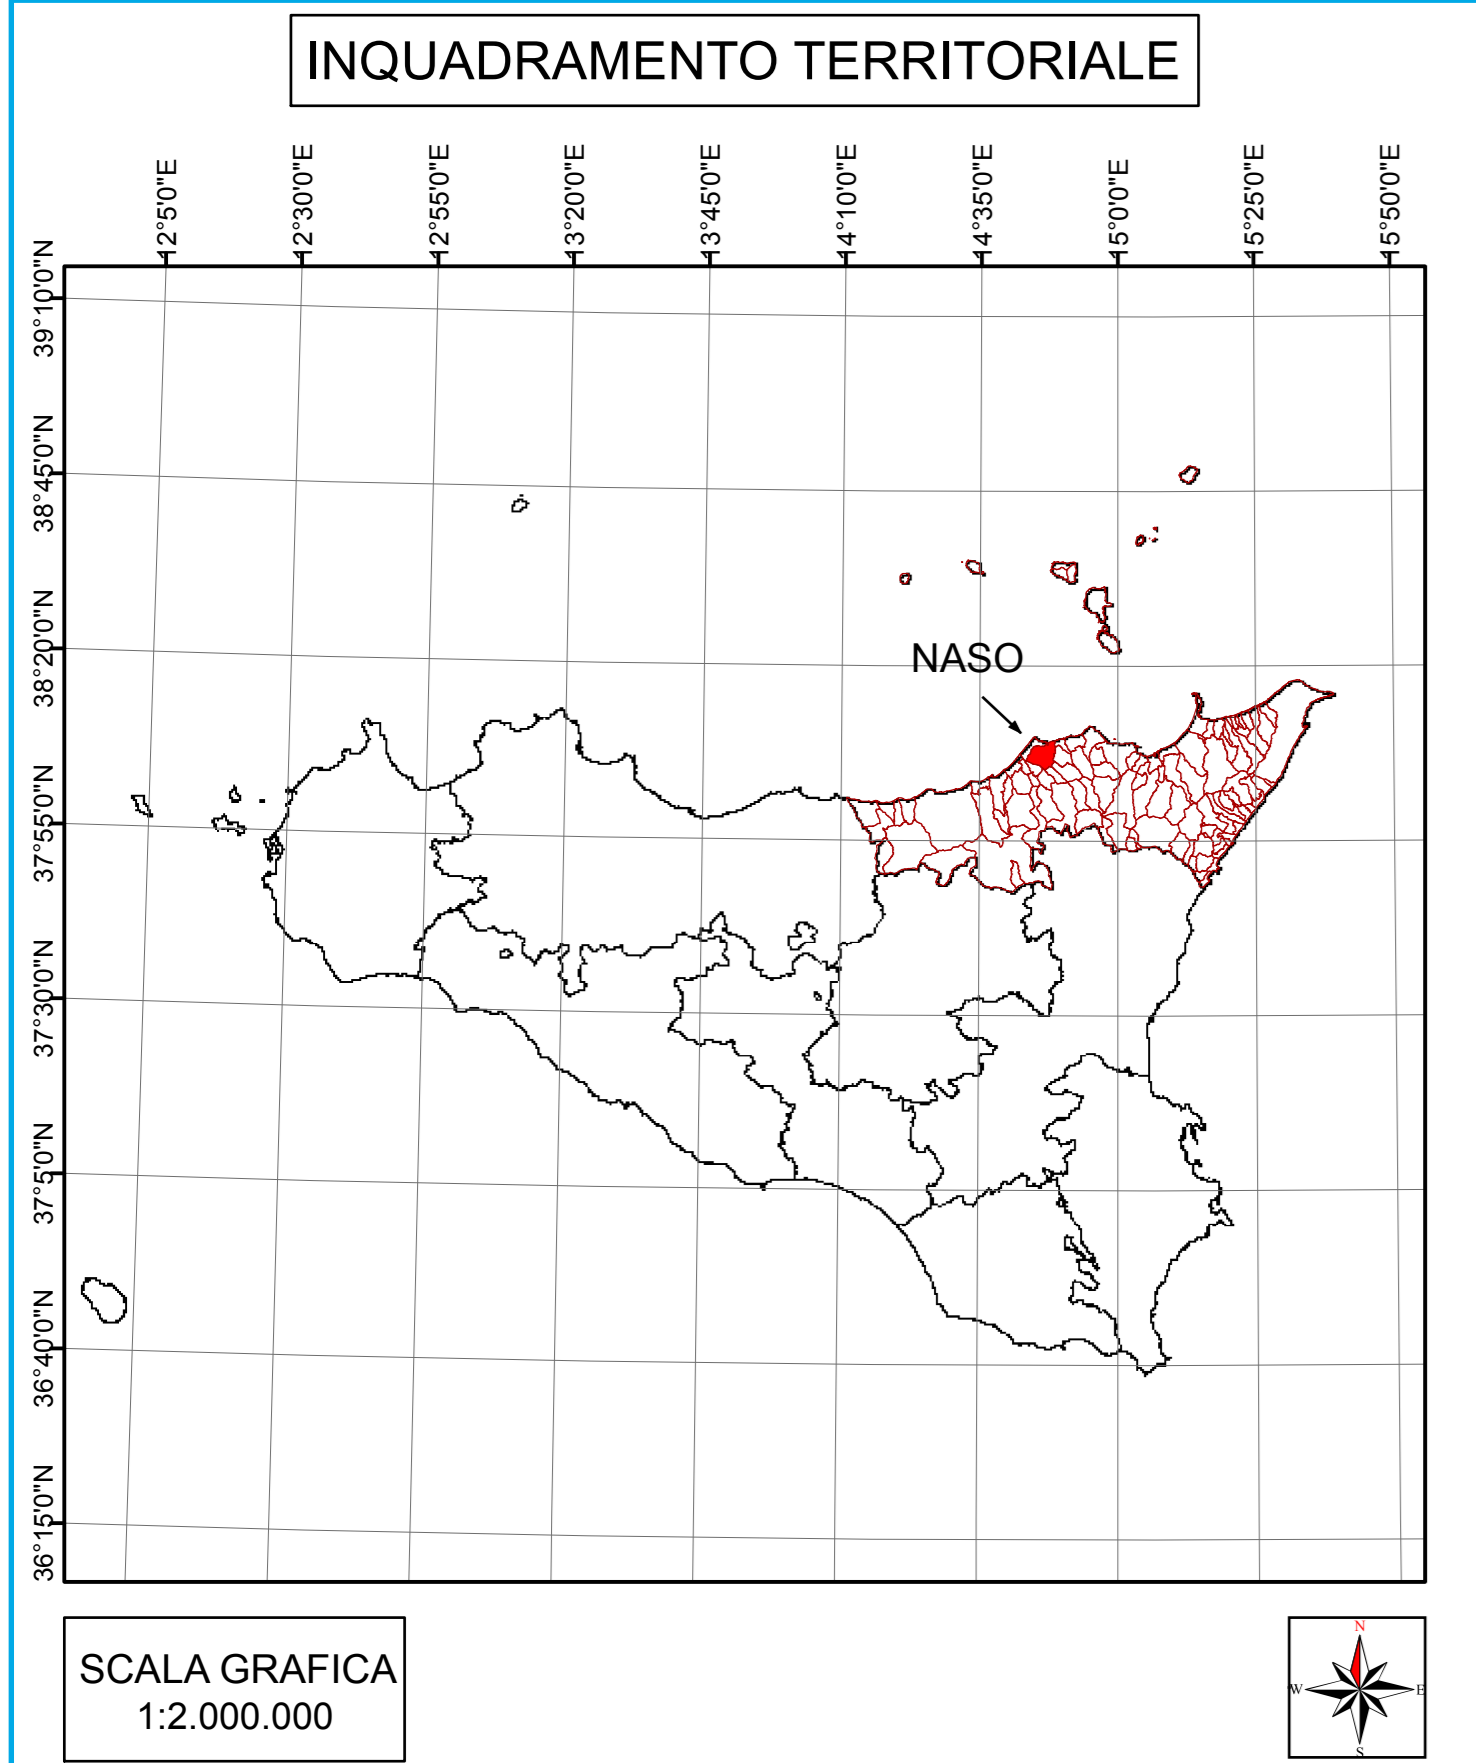 INQUADRAMENTO TERRITORIALE
12°5'0"E
12°30'0"E
12°55'0"E
13°20'0"E
13°45'0"E
14°10'0"E
14°35'0"E
15°0'0"E
15°25'0"E
15°50'0"E
39°10'0"N
38°45'0"N
38°20'0"N
37°55'0"N
37°30'0"N
37°5'0"N
36°40'0"N
36°15'0"N
NASO
SCALA GRAFICA
1:2.000.000
N
W
E
S